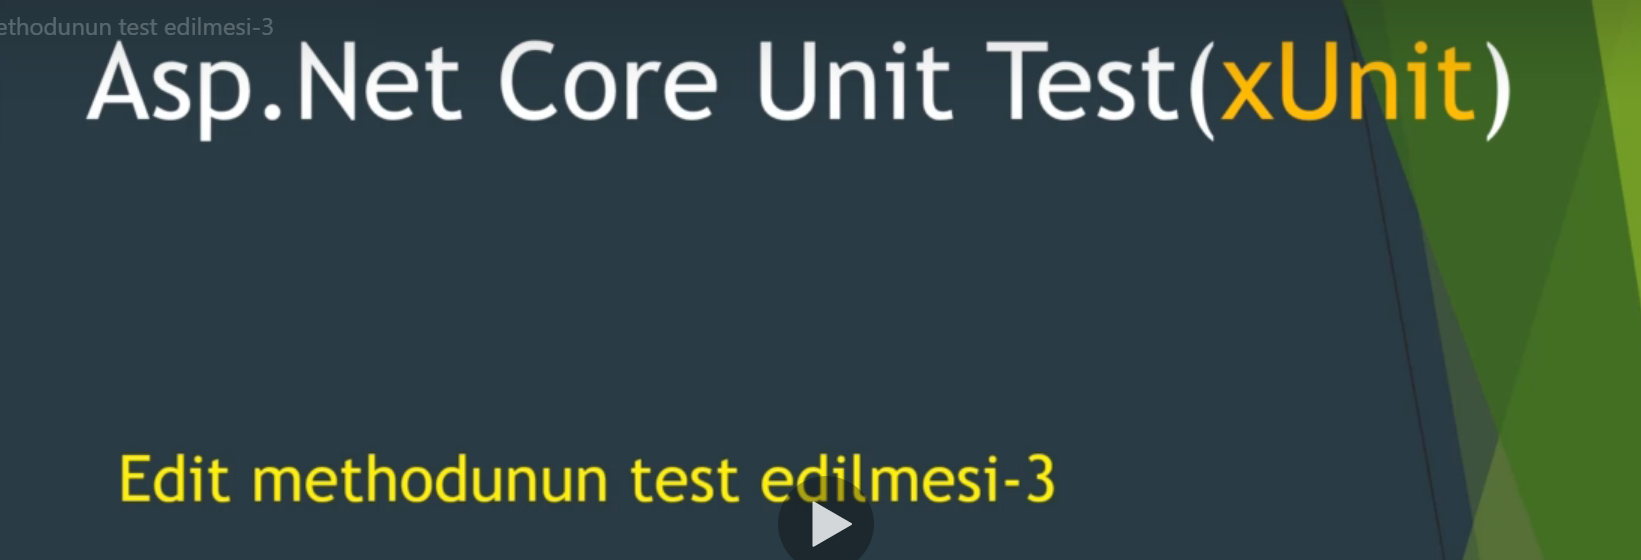 ethodunun test edilmesi-3
Asp.Net Core Unit Test(xUnit)
Edit methodunun test edilmesi-3